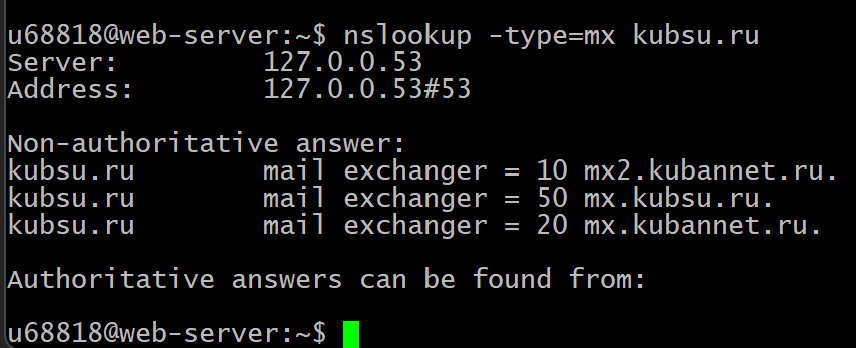 u68818@web-server:~$ nslookup -type=mx kubsu.ru
Server:         127.0.0.53
Address:        127.0.0.53#53

Non-authoritative answer:
kubsu.ru        mail exchanger = 10 mx2.kubannet.ru.
kubsu.ru        mail exchanger = 50 mx.kubsu.ru.
kubsu.ru        mail exchanger = 20 mx.kubannet.ru.

Authoritative answers can be found from:

u68818@web-server:~$